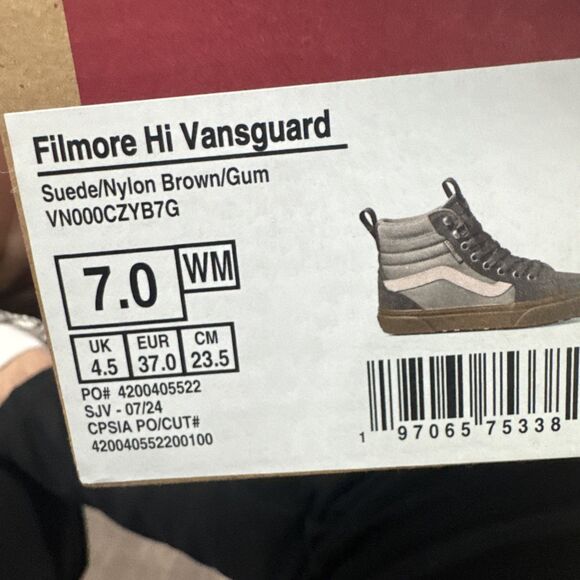 Filmore Hi Vansguard
Suede/Nylon Brown/Gum
VN000CZYB7G
7.0 WM
UK EUR CM
4.5 37.0 23.5
PO# 4200405522
SJV - 07/24
CPSIA PO/CUT#
420040552200100
1 97065 75338